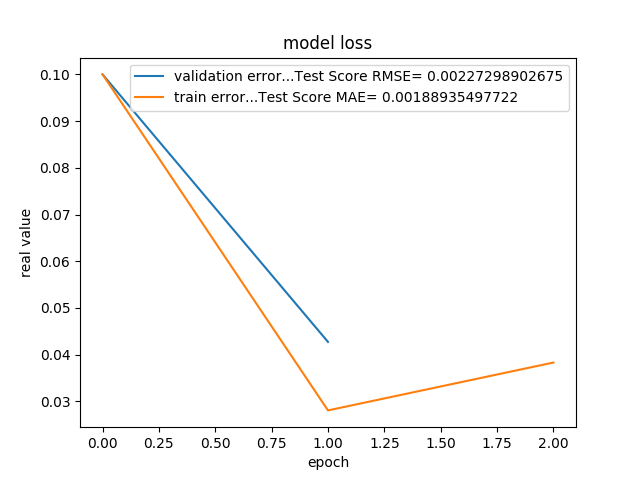 model loss
validation error...Test Score RMSE= 0.00227298902675
train error...Test Score MAE= 0.00188935497722
0.10
0.09
0.08
0.07
0.06
0.05
0.04
0.03
real value
0.00 0.25 0.50 0.75 1.00 1.25 1.50 1.75 2.00
epoch